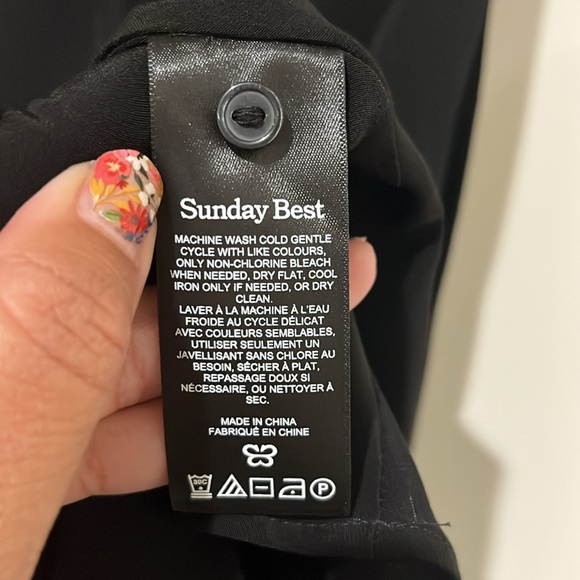 Sunday Best
MACHINE WASH COLD GENTLE
CYCLE WITH LIKE COLOURS,
ONLY NON-CHLORINE BLEACH
WHEN NEEDED, DRY FLAT, COOL
IRON ONLY IF NEEDED, OR DRY
CLEAN.
LAVER À LA MACHINE À L'EAU
FROIDE AU CYCLE DÉLICAT
AVEC COULEURS SEMBLABLES,
UTILISER SEULEMENT UN
JAVELLISANT SANS CHLORE AU
BESOIN, SÉCHER À PLAT,
REPASSAGE DOUX SI
NÉCESSAIRE, OU NETTOYER À
SEC.
MADE IN CHINA
FABRIQUÉ EN CHINE
30C P